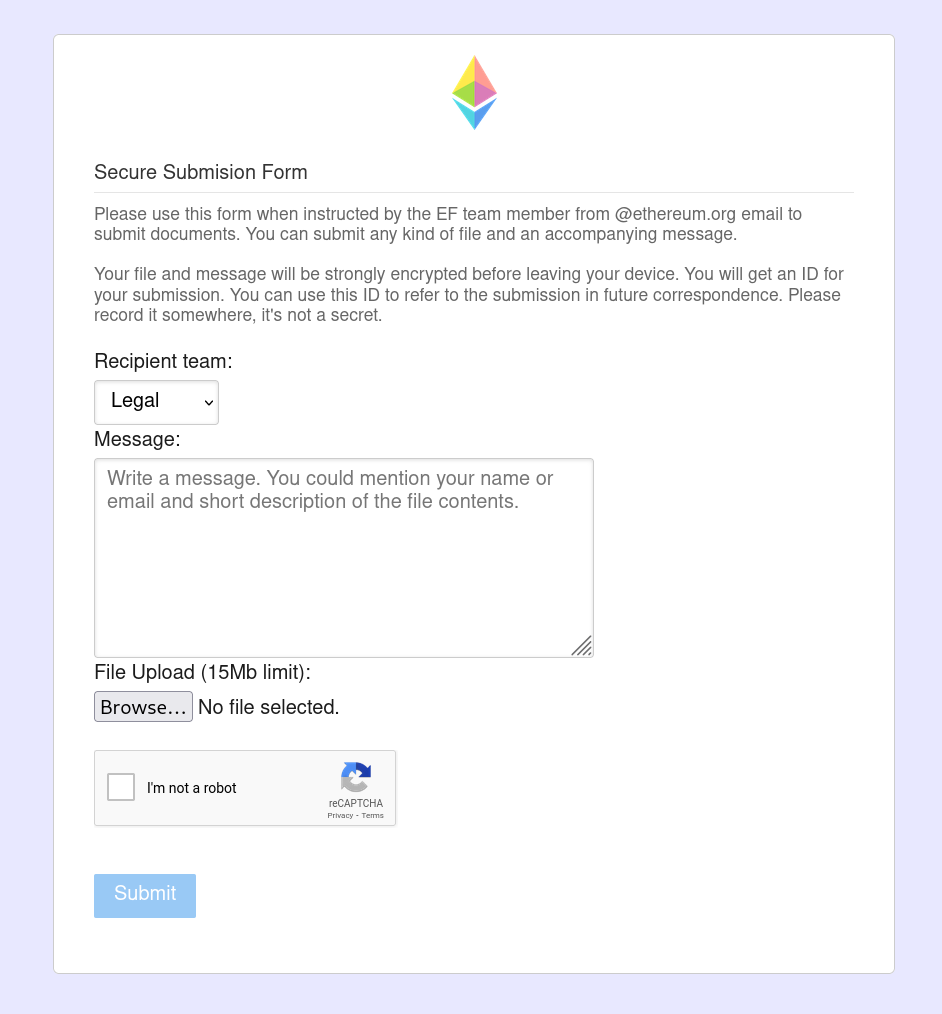 Secure Submision Form
Please use this form when instructed by the EF team member from @ethereum.org email to
submit documents. You can submit any kind of file and an accompanying message.
Your file and message will be strongly encrypted before leaving your device. You will get an ID for
your submission. You can use this ID to refer to the submission in future correspondence. Please
record it somewhere, it's not a secret.
Recipient team:
Legal
Message:
Write a message. You could mention your name or
email and short description of the file contents.
File Upload (15Mb limit):
Browse... No file selected.
I'm not a robot
reCAPTCHA
Privacy - Terms
Submit